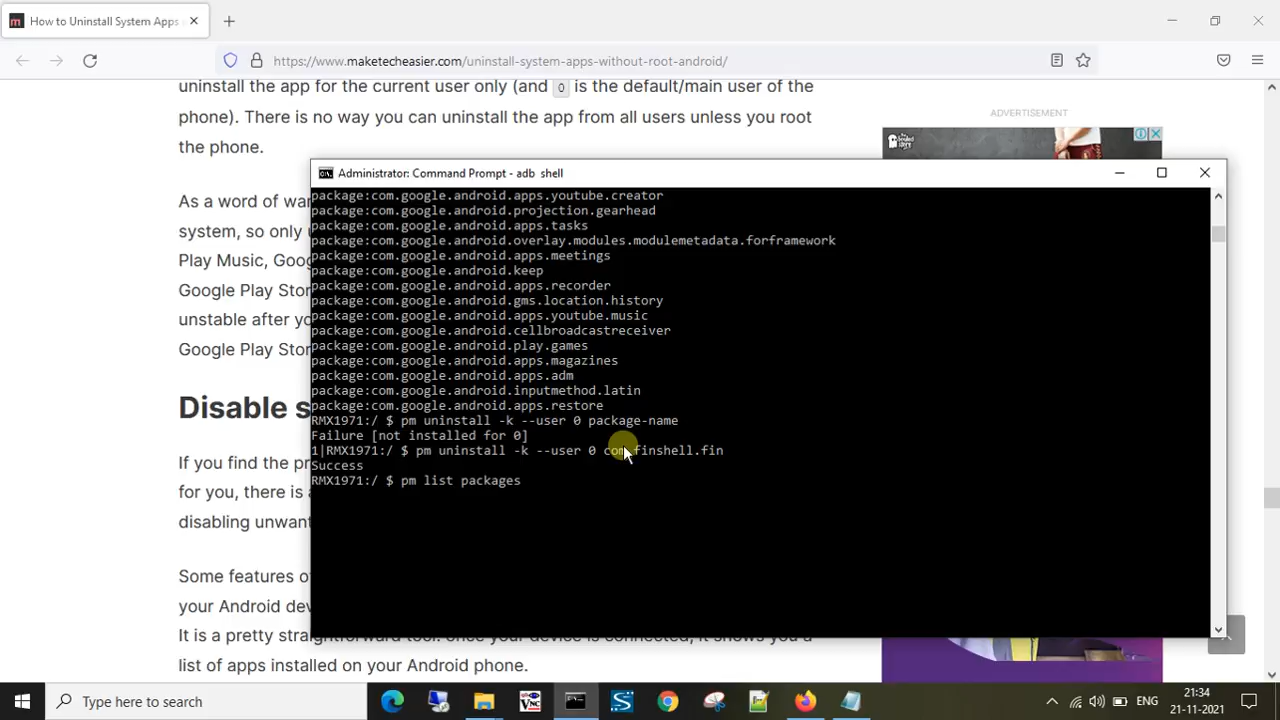 How to Uninstall System Apps
https://www.maketecheasier.com/uninstall-system-apps-without-root-android/
uninstall the app for the current user only (and 0 is the default/main user of the
phone). There is no way you can uninstall the app from all users unless you root
the phone.
ADVERTISEMENT
As a word of war
system, so only
Play Music, Goog
Google Play Stor
unstable after yo
Google Play Stor
Disable s
If you find the pr
for you, there is a
disabling unwant
Some features of
your Android dev
It is a pretty straightforward tool. once your device is connected, it shows you a
list of apps installed on your Android phone.
Administrator: Command Prompt - adb shell
package:com.google.android.apps.youtube.creator
package:com.google.android.projection.gearhead
package:com.google.android.apps.tasks
package:com.google.android.overlay.modules.modulemetadata.forframework
package:com.google.android.apps.meetings
package:com.google.android.keep
package:com.google.android.apps.recorder
package:com.google.android.gms.location.history
package:com.google.android.apps.youtube.music
package:com.google.android.cellbroadcastreceiver
package:com.google.android.play.games
package:com.google.android.apps.magazines
package:com.google.android.apps.adm
package:com.google.android.inputmethod.latin
package:com.google.android.apps.restore
RMX1971:/ $ pm uninstall -k --user 0 package-name
Failure [not installed for 0]
1|RMX1971:/ $ pm uninstall -k --user 0 com.finshell.fin
Success
RMX1971:/ $ pm list packages
Type here to search
ENG
21:34
21-11-2021